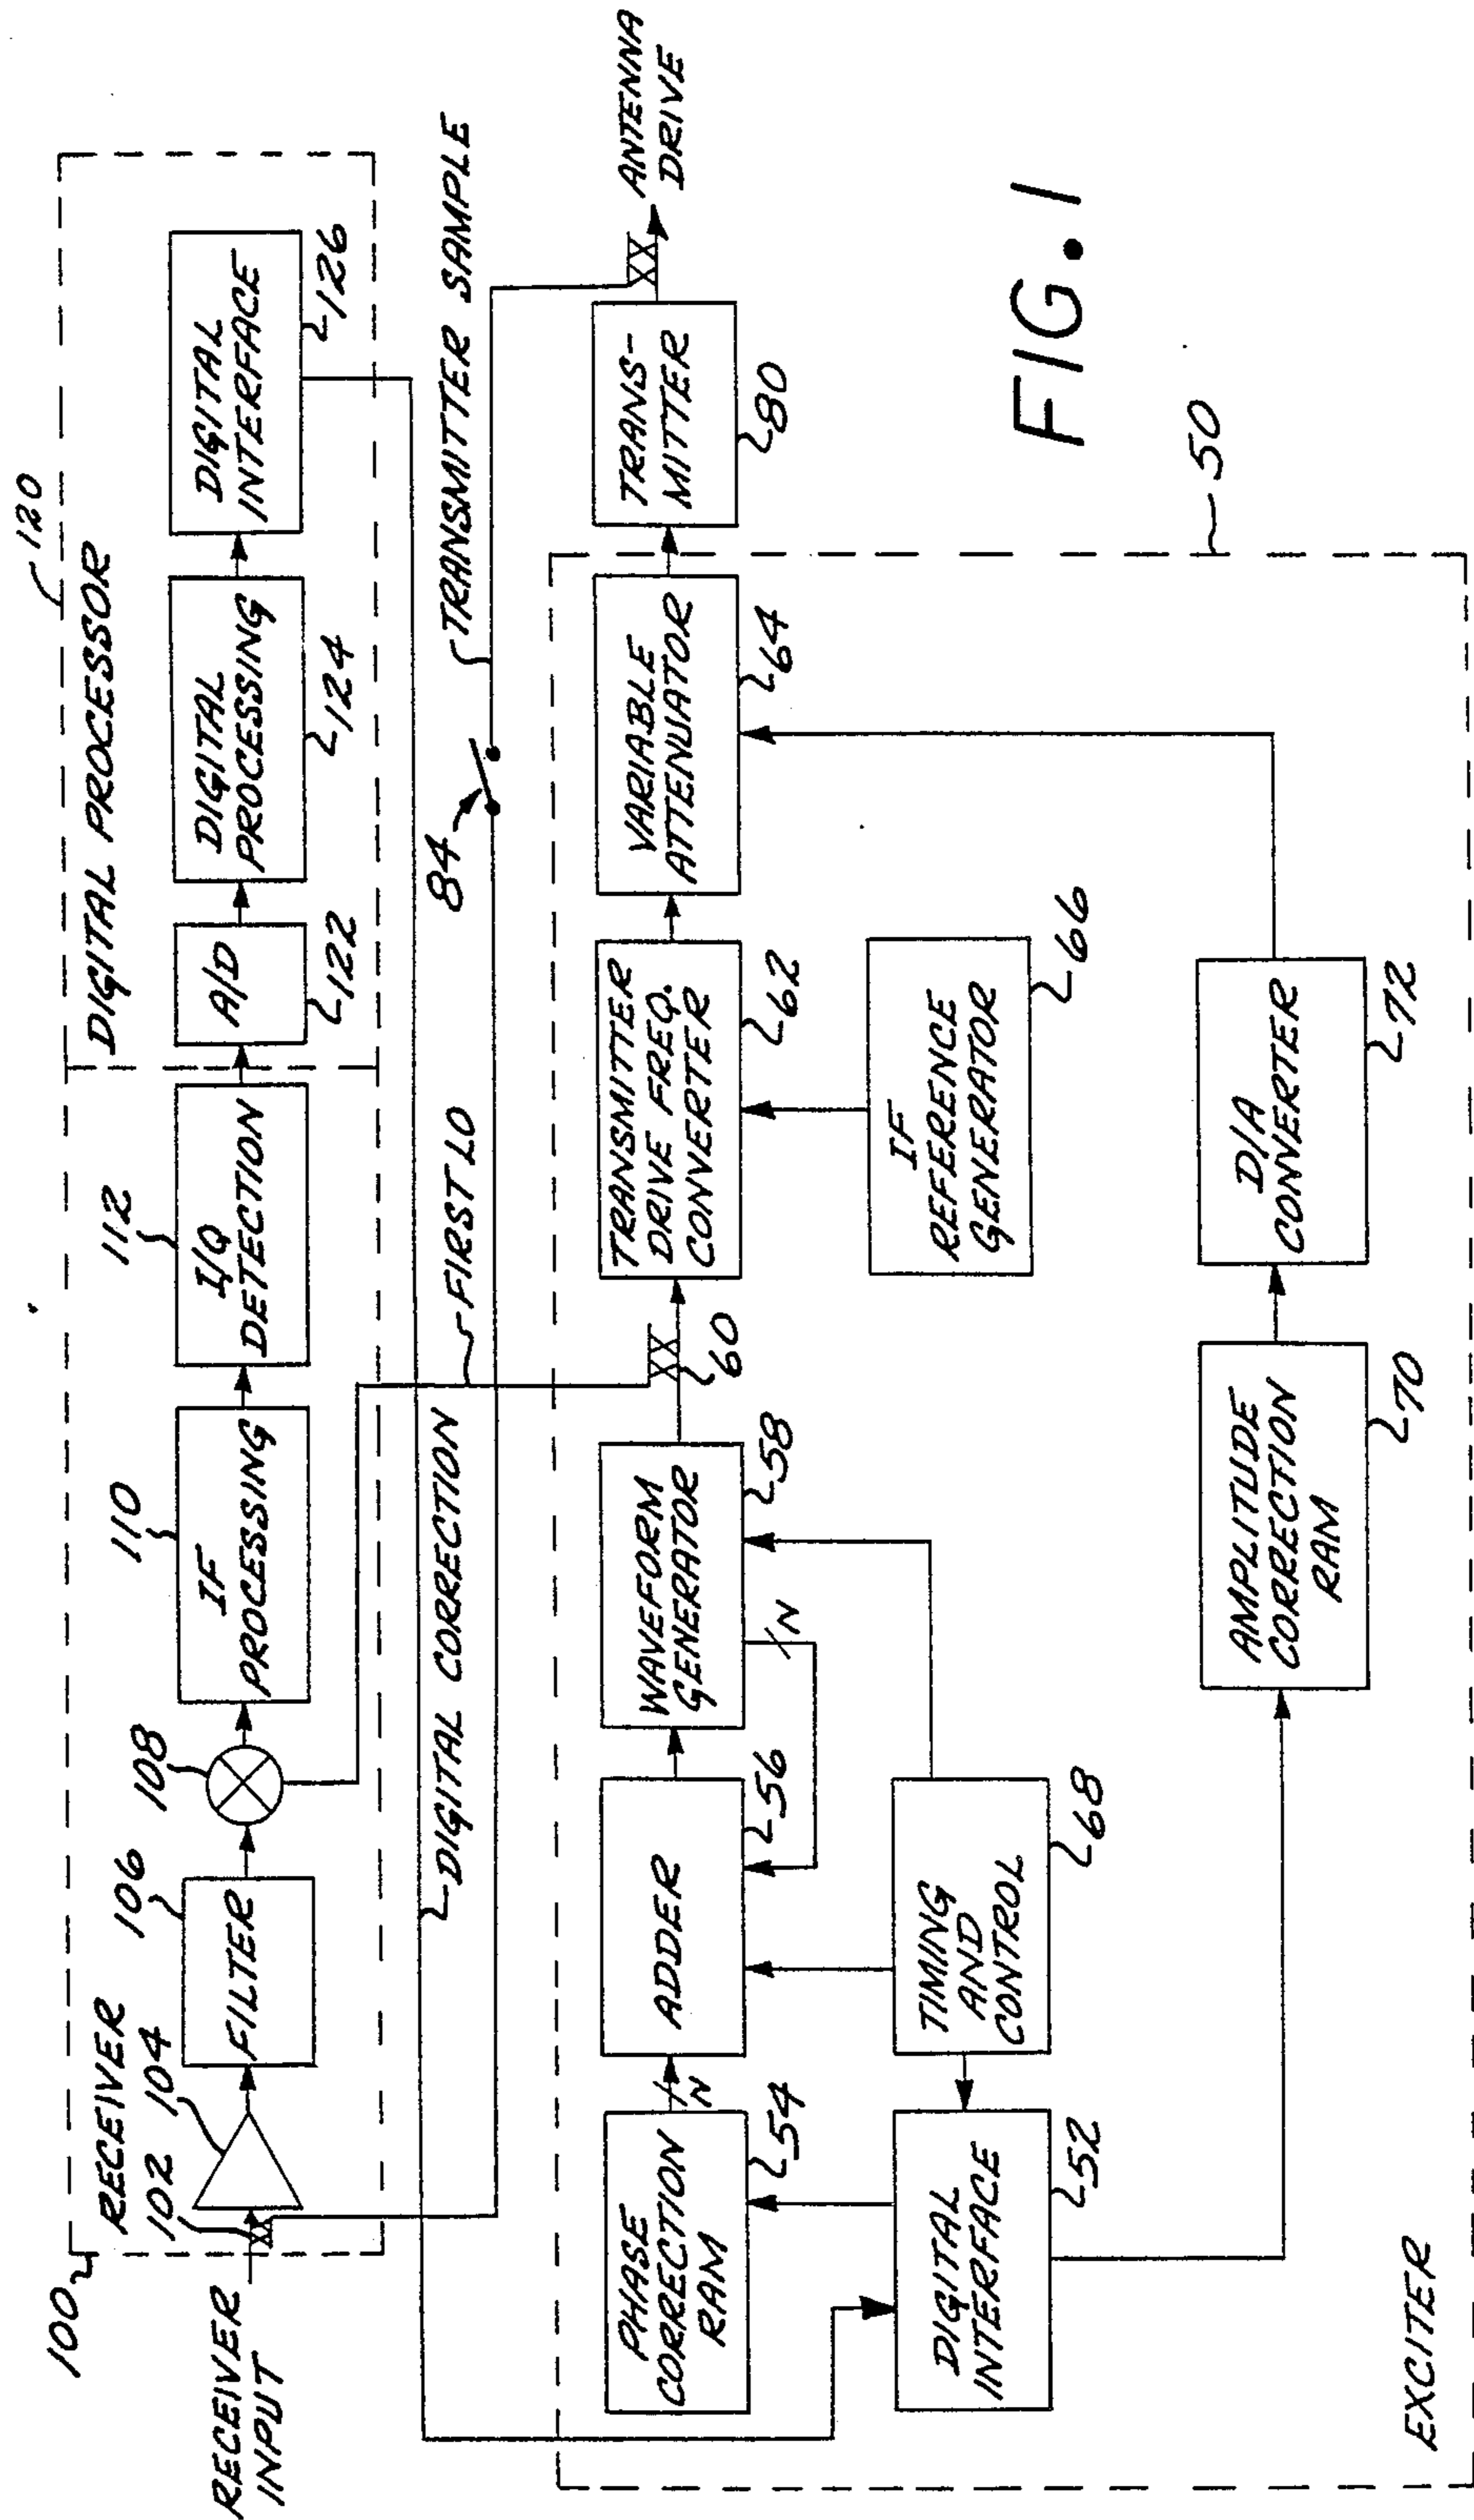 100
RECEIVER
INPUT
RECEIVER
102
104
106
FILTER
108
110
IF
PROCESSING
112
I/Q
DETECTION
120
DIGITAL PROCESSOR
A/D
122
DIGITAL
PROCESSING
124
DIGITAL
INTERFACE
126
DIGITAL CORRECTION
FIRST LO
84
TRANSMITTER SAMPLE
PHASE
CORRECTION
RAM
54
N
ADDER
56
N
WAVEFORM
GENERATOR
58
60
TRANSMITTER
DRIVE FREQ.
CONVERTER
62
VARIABLE
ATTENUATOR
64
TRANS-
MITTER
80
ANTENNA
DRIVE
DIGITAL
INTERFACE
52
TIMING
AND
CONTROL
68
IF
REFERENCE
GENERATOR
66
AMPLITUDE
CORRECTION
RAM
70
D/A
CONVERTER
72
50
EXCITER
FIG. 1